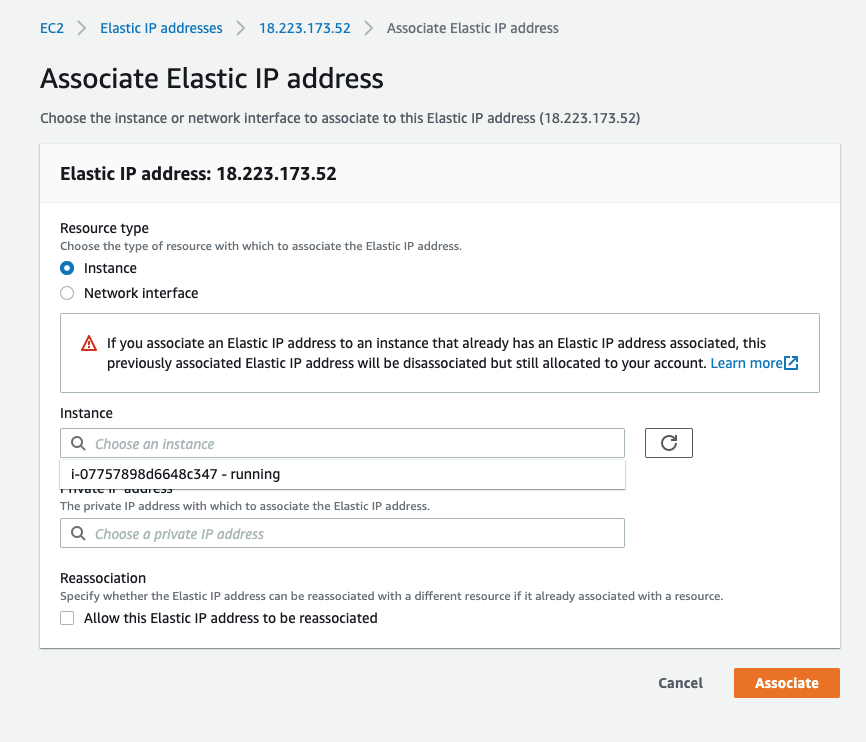 EC2 > Elastic IP addresses > 18.223.173.52 > Associate Elastic IP address
Associate Elastic IP address
Choose the instance or network interface to associate to this Elastic IP address (18.223.173.52)
Elastic IP address: 18.223.173.52
Resource type
Choose the type of resource with which to associate the Elastic IP address.
Instance
Network interface
If you associate an Elastic IP address to an instance that already has an Elastic IP address associated, this
previously associated Elastic IP address will be disassociated but still allocated to your account. Learn more
Instance
Choose an instance
i-07757898d6648c347 - running
Private IP address
The private IP address with which to associate the Elastic IP address.
Choose a private IP address
Reassociation
Specify whether the Elastic IP address can be reassociated with a different resource if it already associated with a resource.
Allow this Elastic IP address to be reassociated
Cancel
Associate